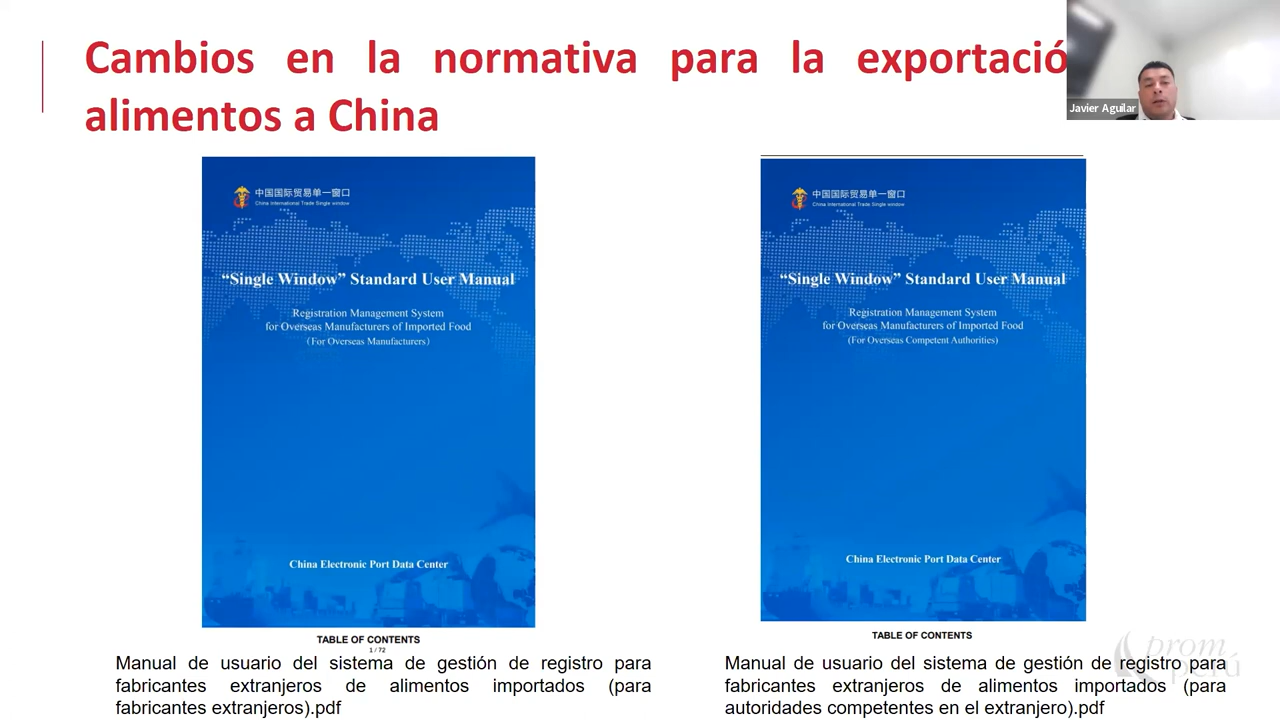 Cambios en la normativa para la exportació
alimentos a China
Javier Aguilar
中国国际贸易单一窗口
China International Trade Single window
“Single Window” Standard User Manual
Registration Management System
for Overseas Manufacturers of Imported Food
(For Overseas Manufacturers)
China Electronic Port Data Center
TABLE OF CONTENTS
1 / 72
Manual de usuario del sistema de gestión de registro para
fabricantes extranjeros de alimentos importados (para
fabricantes extranjeros).pdf
中国国际贸易单一窗口
China International Trade Single window
“Single Window” Standard User Manual
Registration Management System
for Overseas Manufacturers of Imported Food
(For Overseas Competent Authorities)
China Electronic Port Data Center
TABLE OF CONTENTS
Manual de usuario del sistema de gestión de registro para
fabricantes extranjeros de alimentos importados (para
autoridades competentes en el extranjero).pdf
prom
perú